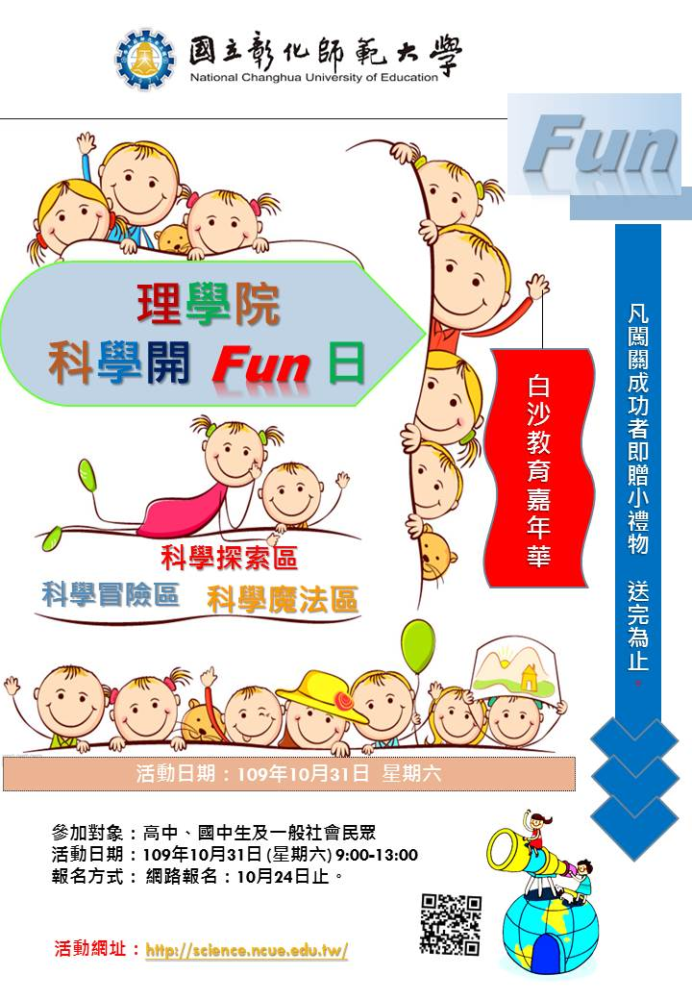 國立彰化師範大學
National Changhua University of Education
Fun
理學院
科學開 Fun 日
白沙教育嘉年華
凡闖關成功者即贈小禮物 送完為止
科學探索區
科學冒險區 科學魔法區
活動日期：109年10月31日 星期六
參加對象：高中、國中生及一般社會民眾
活動日期：109年10月31日 (星期六) 9:00-13:00
報名方式： 網路報名：10月24日止。
活動網址：http://science.ncue.edu.tw/